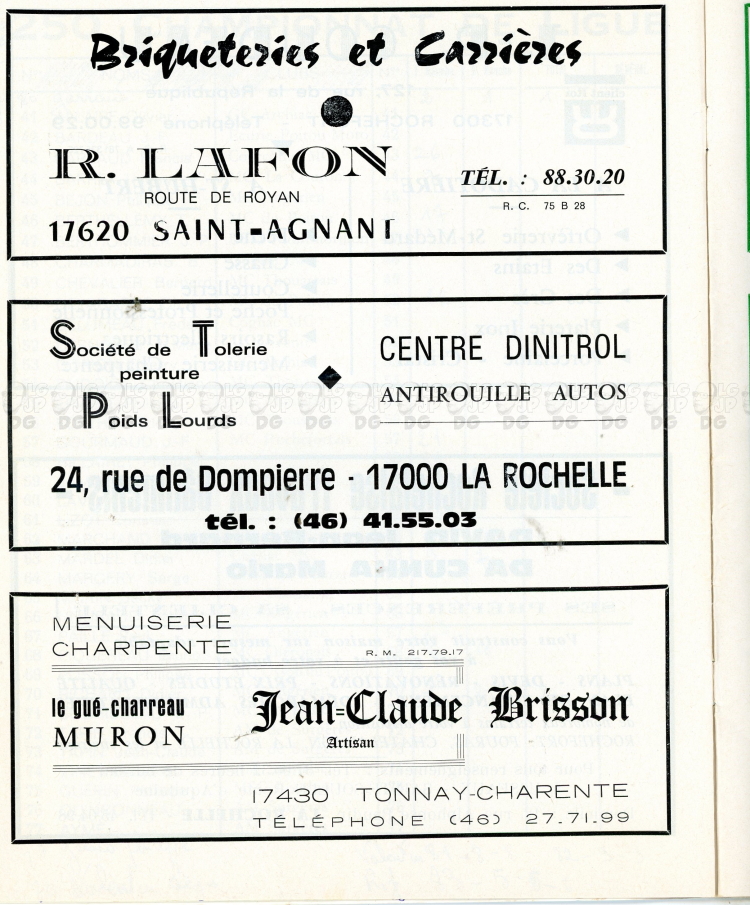 Briqueteries et Carrières
R. LAFON
ROUTE DE ROYAN
17620 SAINT-AGNANT
TÉL. : 88.30.20
R. C. 75 B 28
Société de Tolerie
peinture
Poids Lourds
CENTRE DINITROL
ANTIROUILLE AUTOS
24, rue de Dompierre - 17000 LA ROCHELLE
tél. : (46) 41.55.03
MENUISERIE
CHARPENTE
R. M. 217.79.17
le gué-charreau
MURON
Jean-Claude Brisson
Artisan
17430 TONNAY-CHARENTE
TÉLÉPHONE (46) 27.71.99